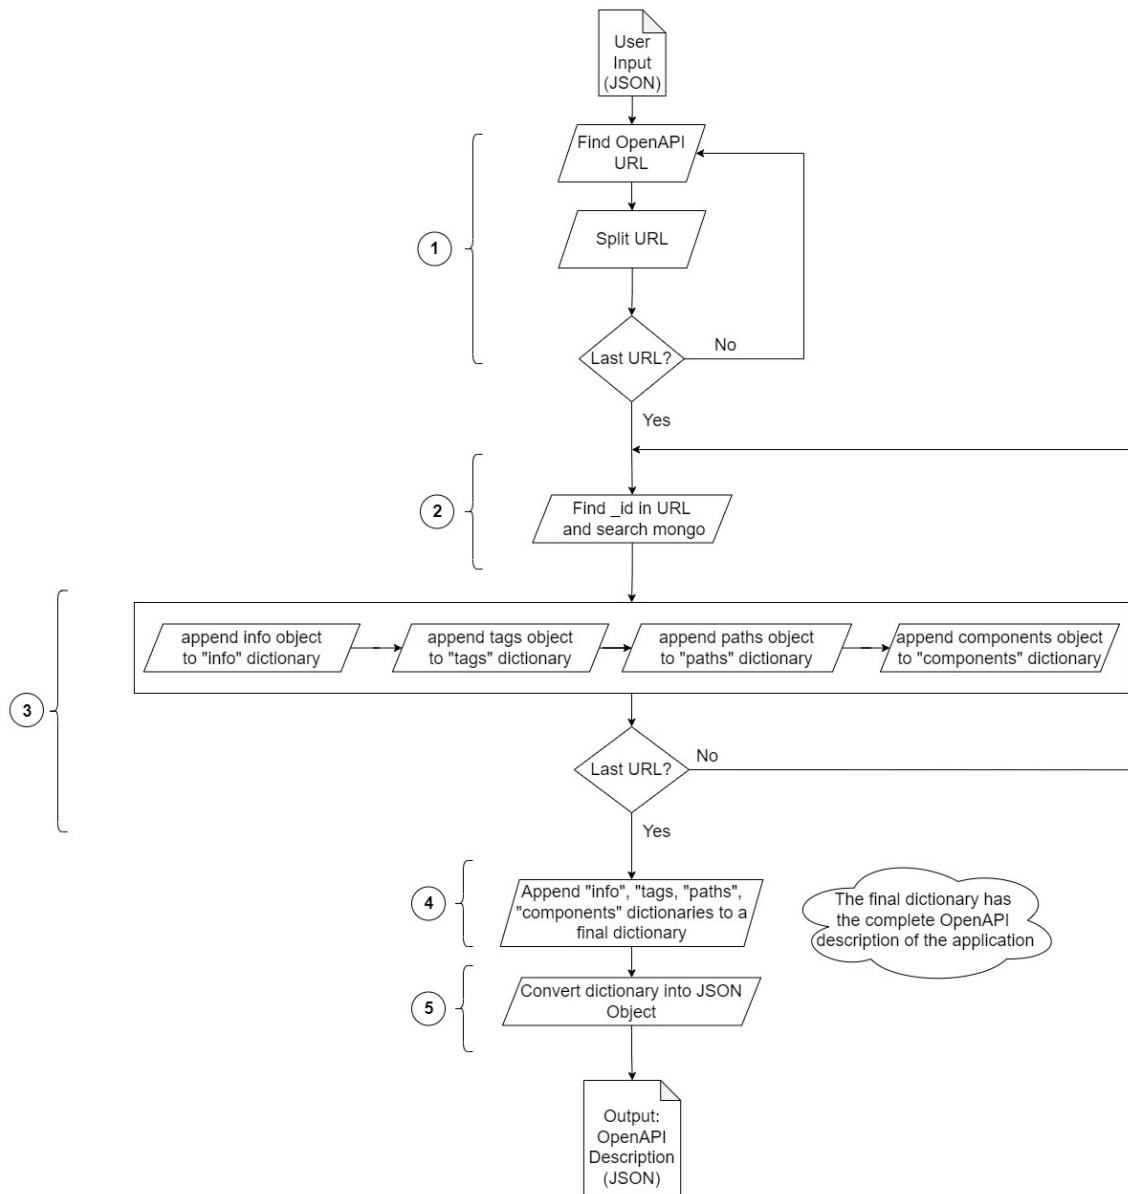 User
Input
(JSON)
Find OpenAPI
URL
Split URL
1
Last URL?
No
Yes
2
Find _id in URL
and search mongo
append info object
to "info" dictionary
append tags object
to "tags" dictionary
append paths object
to "paths" dictionary
append components object
to "components" dictionary
3
Last URL?
No
Yes
4
Append "info", "tags, "paths",
"components" dictionaries to a
final dictionary
The final dictionary has
the complete OpenAPI
description of the application
5
Convert dictionary into JSON
Object
Output:
OpenAPI
Description
(JSON)